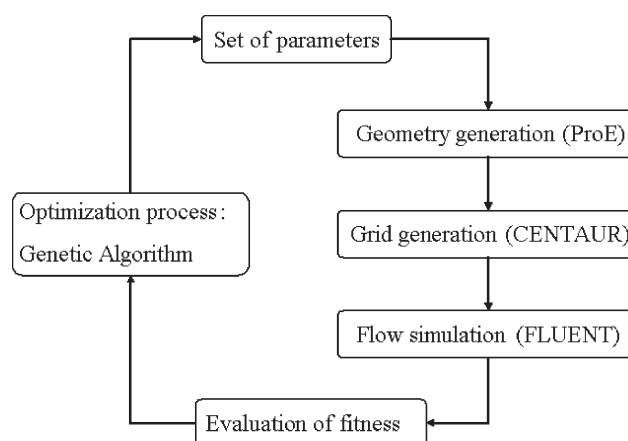 Set of parameters
Geometry generation (ProE)
Grid generation (CENTAUR)
Flow simulation (FLUENT)
Evaluation of fitness
Optimization process:
Genetic Algorithm